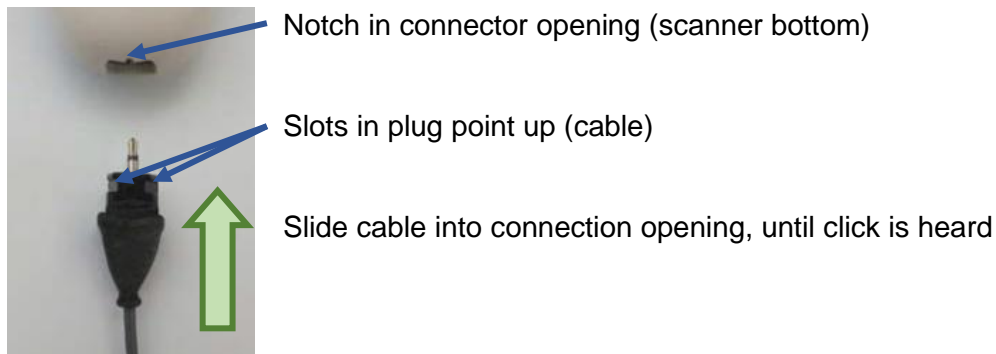 Notch in connector opening (scanner bottom)
Slots in plug point up (cable)
Slide cable into connection opening, until click is heard